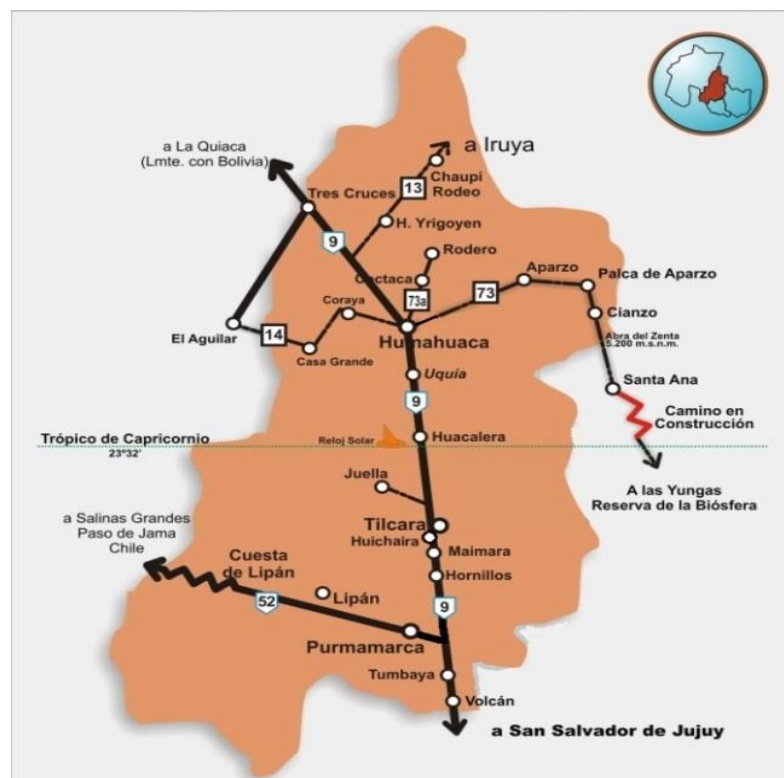 a Iruya
a La Quiaca
(Lmte. con Bolivia)
Chaupi
Rodeo
13
Tres Cruces
H. Yrigoyen
9
Rodero
Coctaca
Aparzo
Palca de Aparzo
73a
73
Coraya
Cianzo
El Aguilar
14
Humahuaca
Abra del Zenta
5.200 m.s.n.m.
Casa Grande
Uquía
Santa Ana
9
Camino en
Construcción
Trópico de Capricornio
23º32'
Reloj Solar
Huacalera
Juella
A las Yungas
Reserva de la Biósfera
a Salinas Grandes
Paso de Jama
Chile
Tilcara
Huichaira
Maimara
Cuesta
de Lipán
Hornillos
52
Lipán
9
Purmamarca
Tumbaya
Volcán
a San Salvador de Jujuy